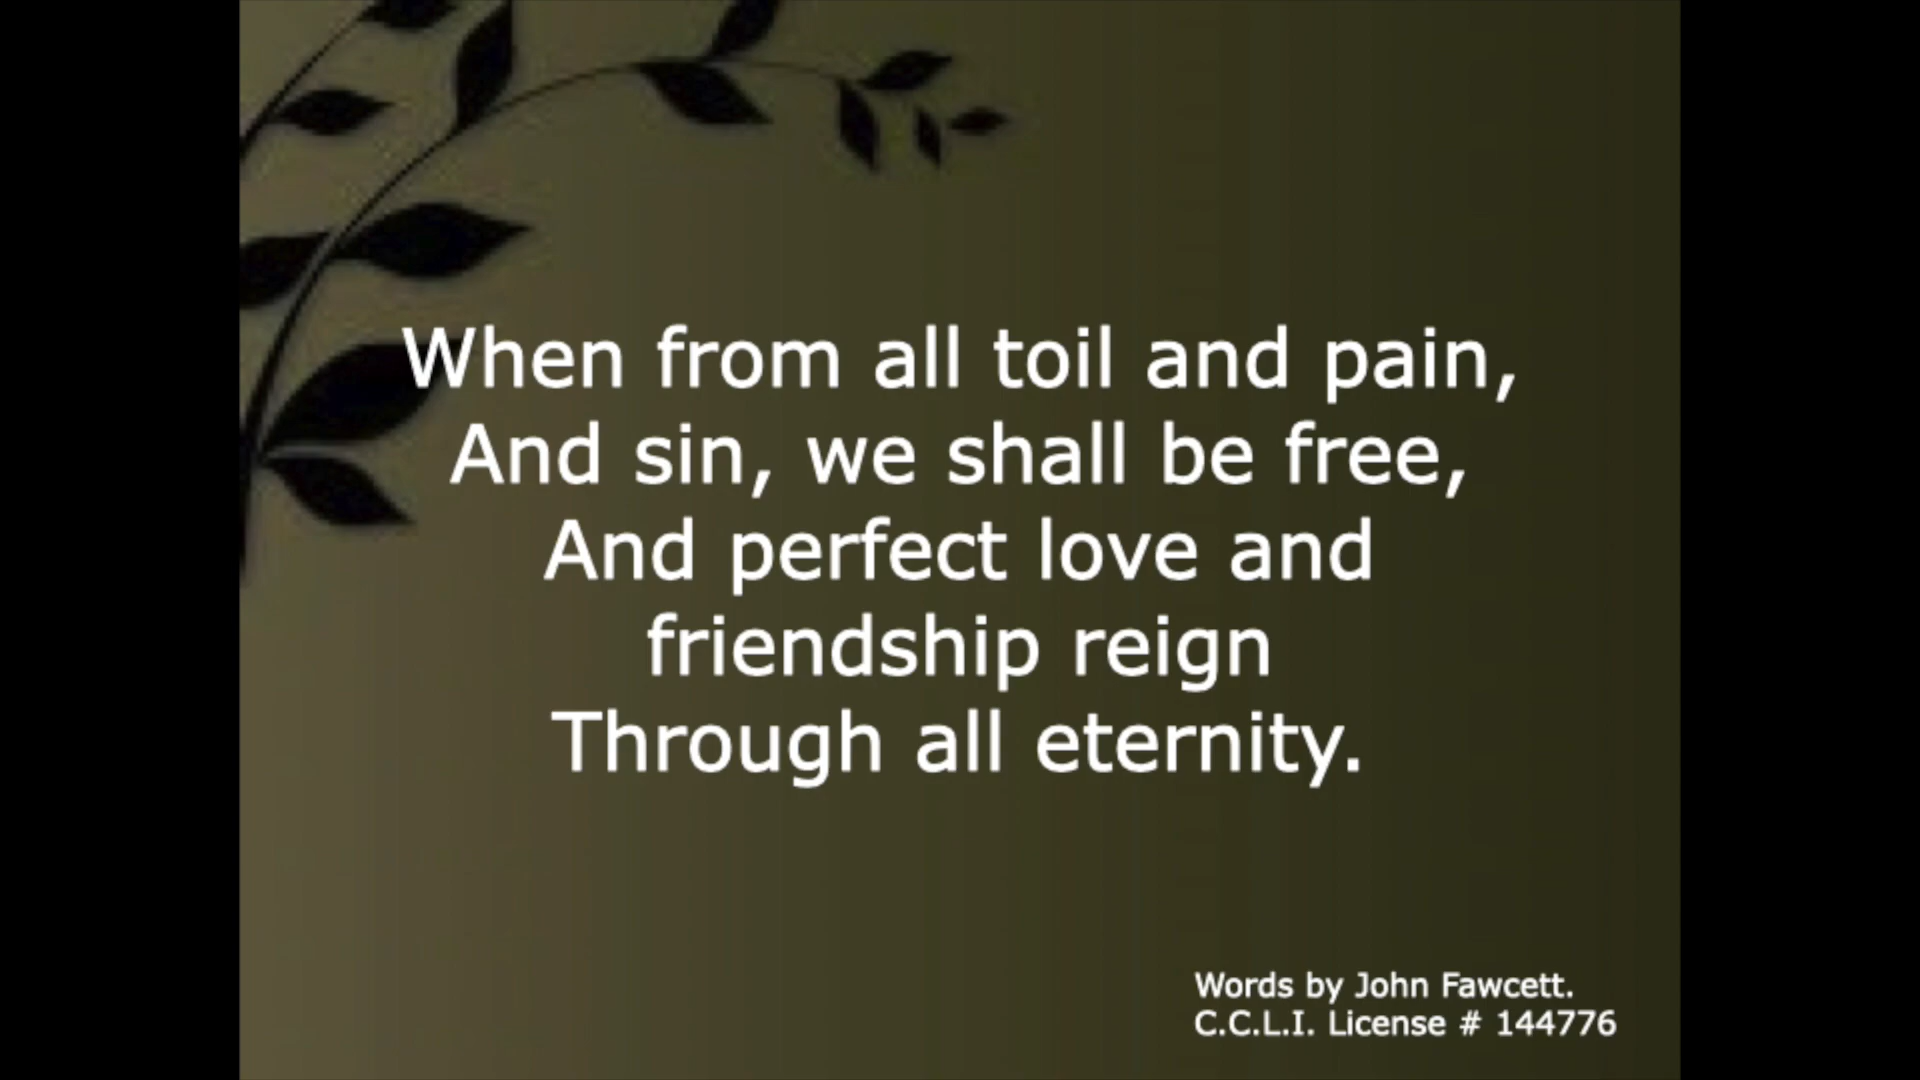 When from all toil and pain,
And sin, we shall be free,
And perfect love and
friendship reign
Through all eternity.
Words by John Fawcett.
C.C.L.I. License # 144776